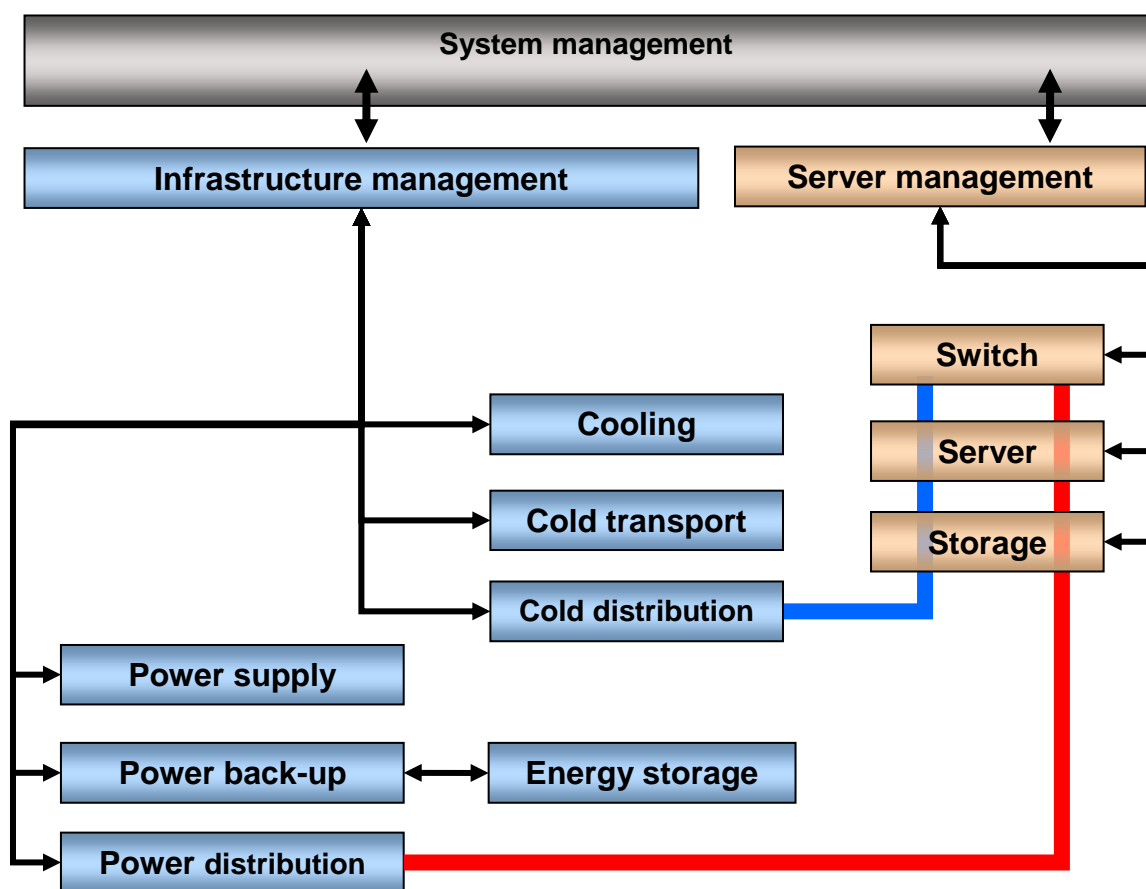 System management
Infrastructure management
Server management
Switch
Cooling
Server
Cold transport
Storage
Cold distribution
Power supply
Power back-up
Energy storage
Power distribution